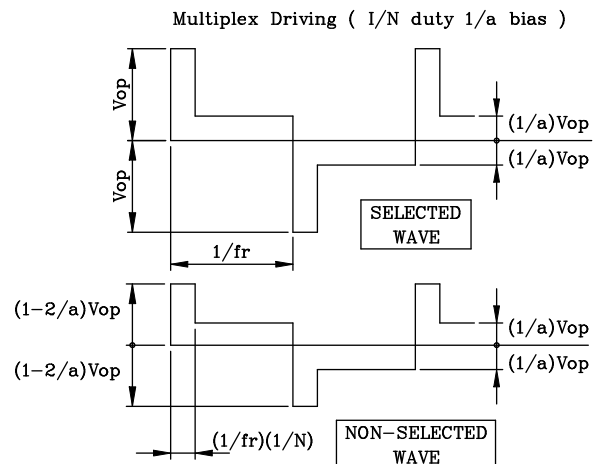 Multiplex Driving ( I/N duty 1/a bias )
Vop
(1/a)Vop
Vop
(1/a)Vop
SELECTED
WAVE
1/fr
(1-2/a)Vop
(1/a)Vop
(1-2/a)Vop
(1/a)Vop
(1/fr)(1/N)
NON-SELECTED
WAVE